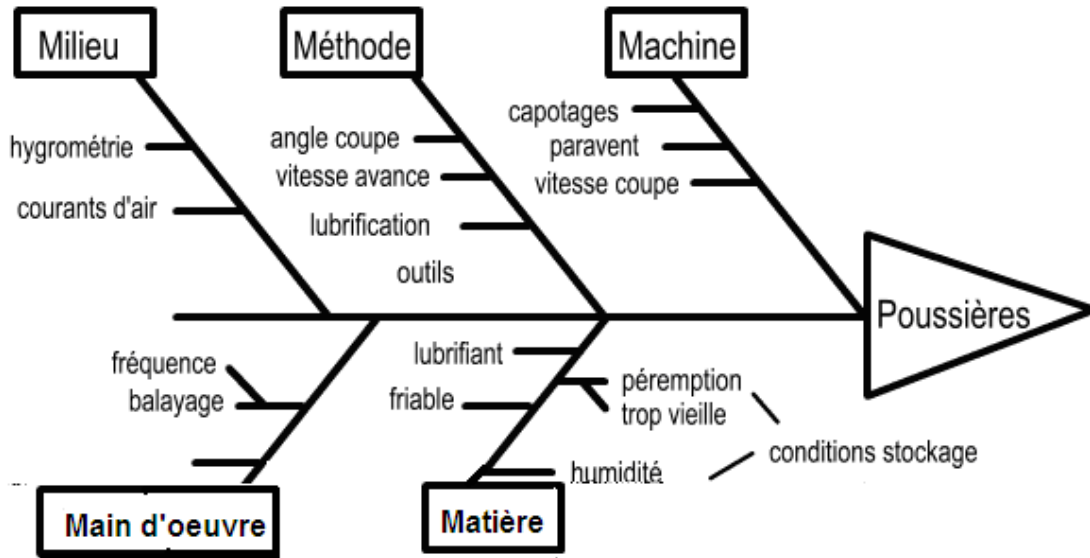 Milieu
Méthode
Machine
hygrométrie
courants d'air
angle coupe
vitesse avance
lubrification
outils
capotages
paravent
vitesse coupe
Poussières
fréquence
balayage
lubrifiant
friable
péremption
trop vieille
humidité
conditions stockage
Main d'oeuvre
Matière